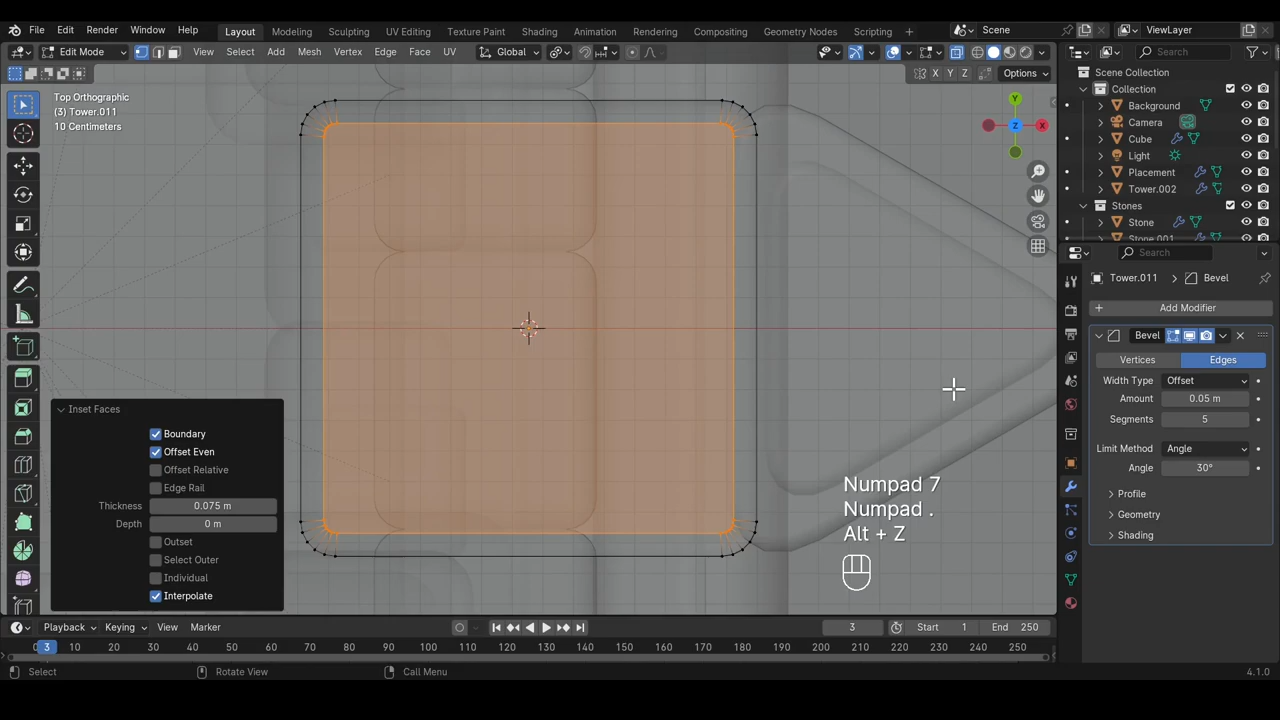 File Edit Render Window Help Layout Modeling Sculpting UV Editing Texture Paint Shading Animation Rendering Compositing Geometry Nodes Scripting + Scene ViewLayer
Edit Mode View Select Add Mesh Vertex Edge Face UV Global Search
X Y Z Options
Top Orthographic
(3) Tower.011
10 Centimeters
Y
Z
X
Scene Collection
Collection
Background
Camera
Cube
Light
Placement
Tower.002
Stones
Stone
Stone.001
Search
Tower.011 > Bevel
+ Add Modifier
Bevel
Vertices Edges
Width Type Offset
Amount 0.05 m
Segments 5
Limit Method Angle
Angle 30°
Profile
Geometry
Shading
Inset Faces
Boundary
Offset Even
Offset Relative
Edge Rail
Thickness 0.075 m
Depth 0 m
Outset
Select Outer
Individual
Interpolate
Numpad 7
Numpad .
Alt + Z
Playback Keying View Marker 3 Start 1 End 250
0 3 10 20 30 40 50 60 70 80 90 100 110 120 130 140 150 160 170 180 190 200 210 220 230 240 250
Select Rotate View Call Menu 4.1.0